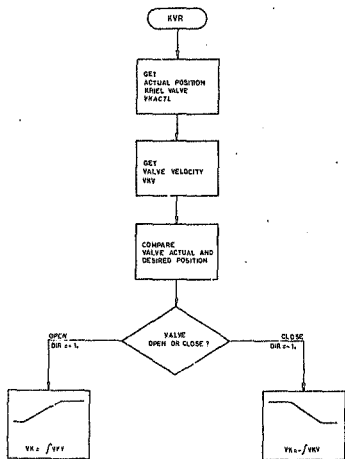 KVR
GET
ACTUAL POSITION
KRIEL VALVE
VKACTL
GET
VALVE VELOCITY
VKV
COMPARE
VALVE ACTUAL AND
DESIRED POSITION
VALVE
OPEN OR CLOSE?
OPEN
DIR = 1.
CLOSE
DIR = -1.
VK = ∫VKV
VK = -∫VKV